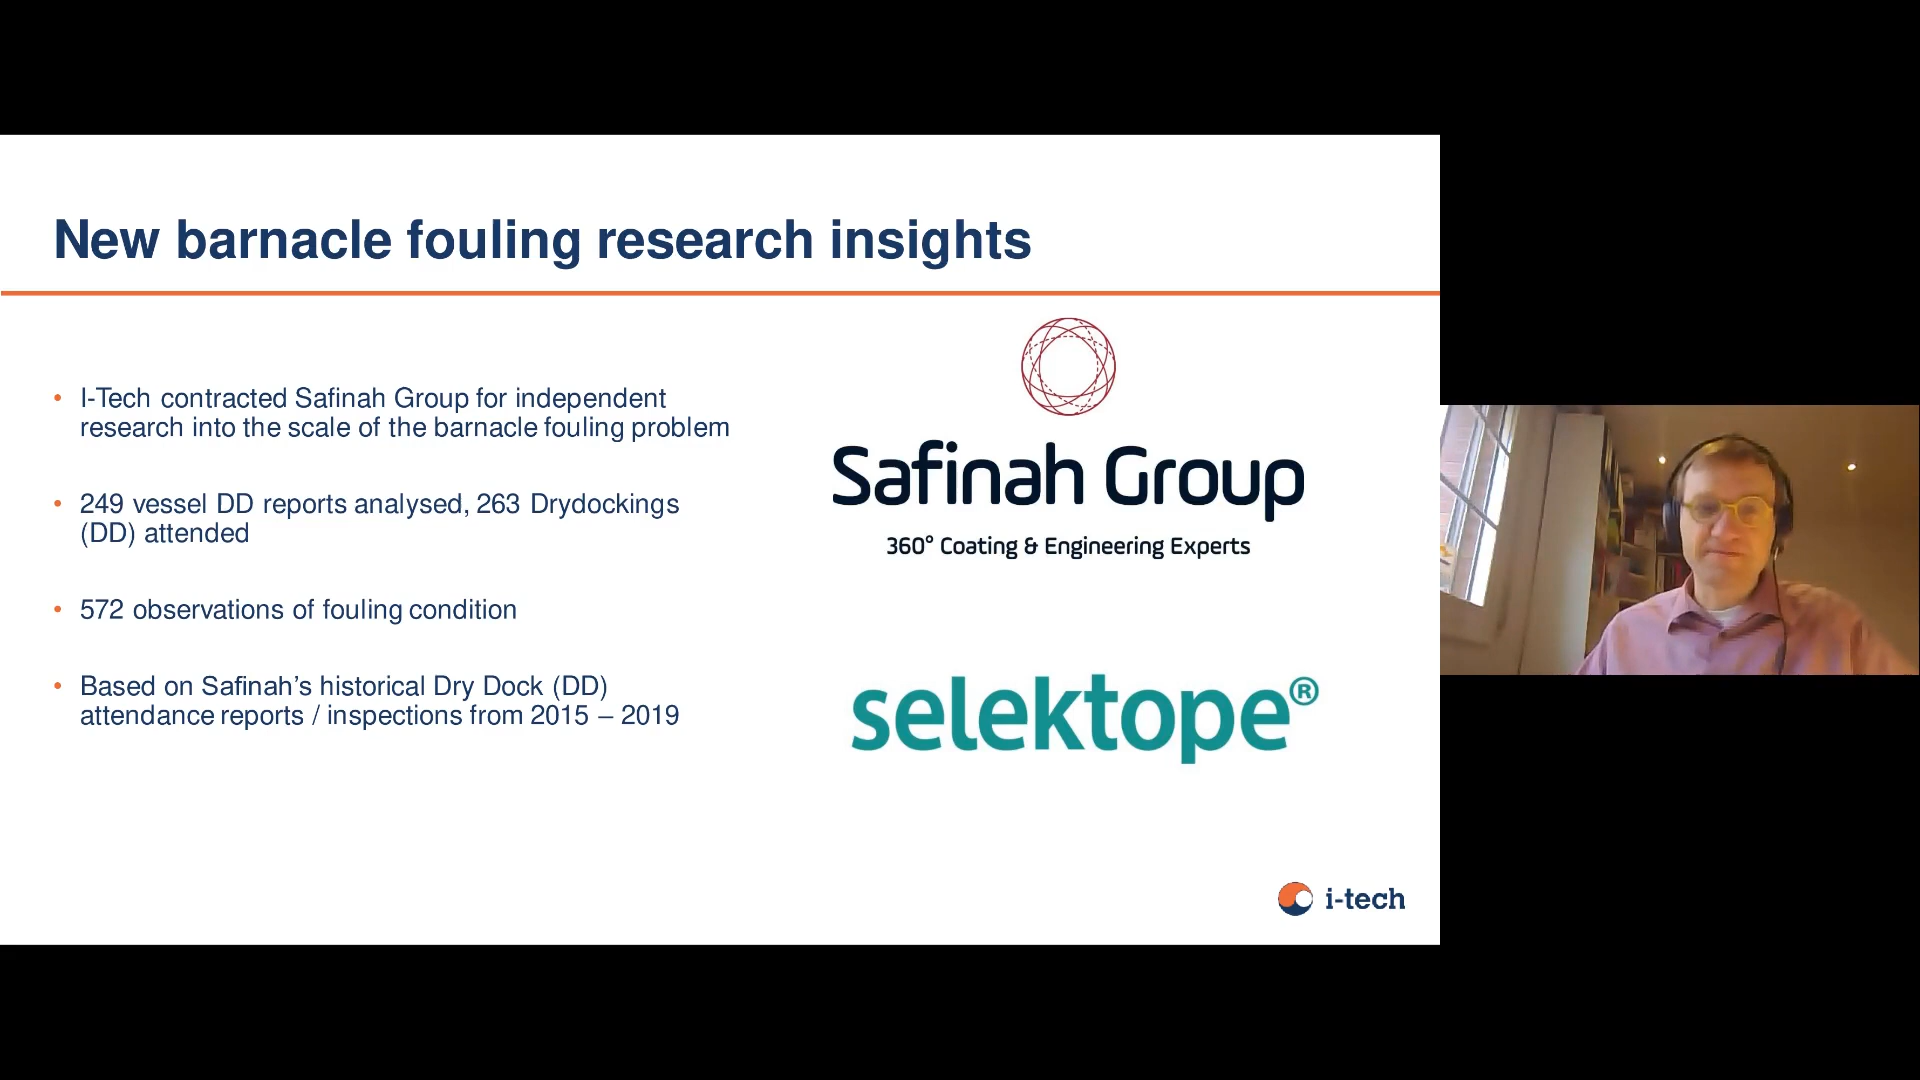 New barnacle fouling research insights
• I-Tech contracted Safinah Group for independent
research into the scale of the barnacle fouling problem
• 249 vessel DD reports analysed, 263 Drydockings
(DD) attended
• 572 observations of fouling condition
• Based on Safinah’s historical Dry Dock (DD)
attendance reports / inspections from 2015 – 2019
Safinah Group
360° Coating & Engineering Experts
selektope®
i-tech